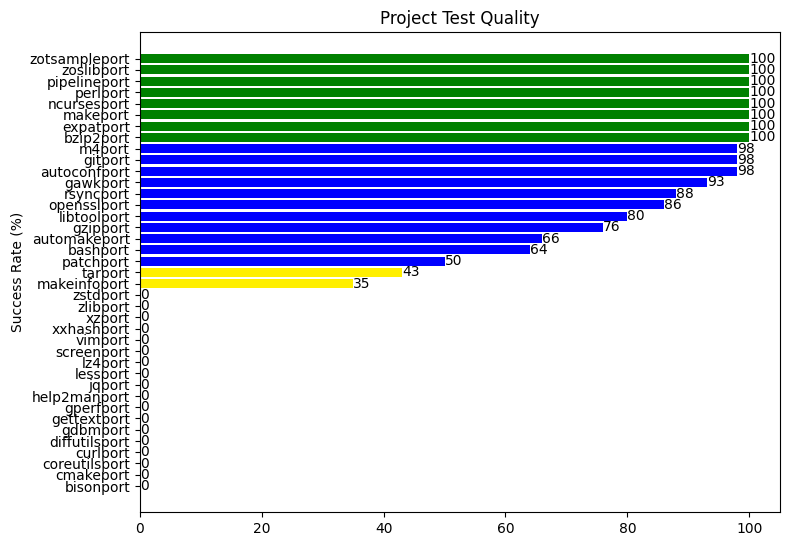 Project Test Quality
Success Rate (%)
zotsampleport 100
zoslibport 100
pipelineport 100
perlport 100
ncursesport 100
makeport 100
expatport 100
bzip2port 100
m4port 98
gitport 98
autoconfport 98
gawkport 93
rsyncport 88
opensslport 86
libtoolport 80
gzipport 76
automakeport 66
bashport 64
patchport 50
tarport 43
makeinfoport 35
zstdport 0
zlibport 0
xzport 0
xxhashport 0
vimport 0
screenport 0
lz4port 0
lessport 0
jqport 0
help2manport 0
gperfport 0
gettextport 0
gdbmport 0
diffutilsport 0
curlport 0
coreutilsport 0
cmakeport 0
bisonport 0
0 20 40 60 80 100